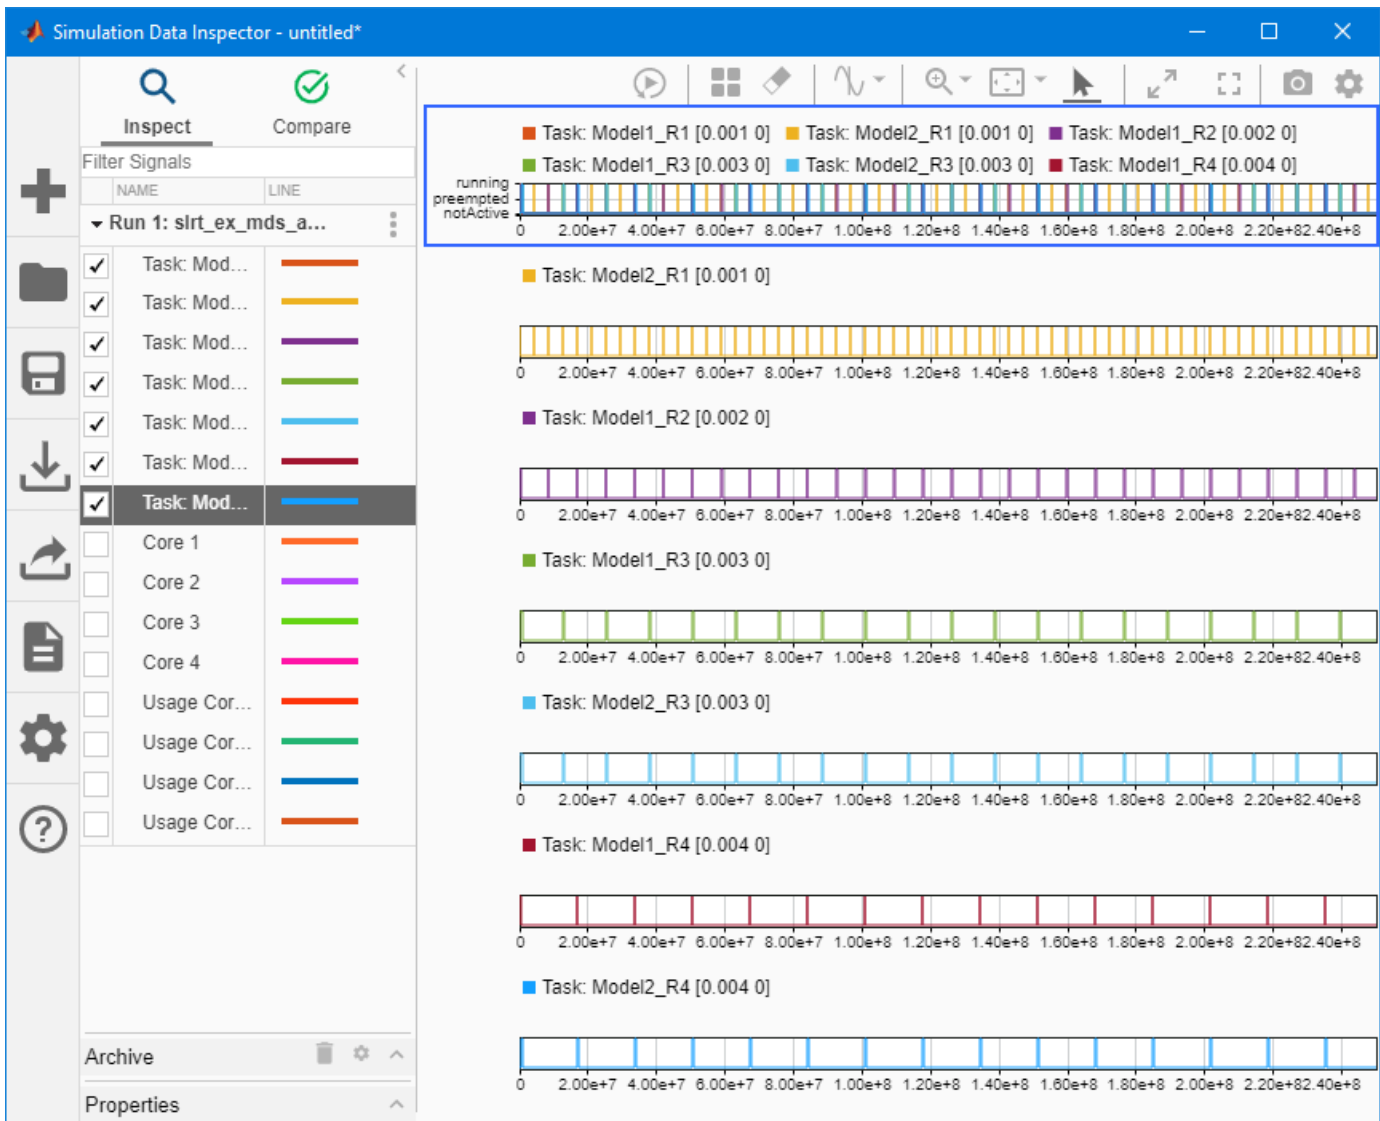 Simulation Data Inspector - untitled*
Inspect Compare
Filter Signals
NAME LINE
Run 1: slrt_ex_mds_a...
Task: Mod...
Task: Mod...
Task: Mod...
Task: Mod...
Task: Mod...
Task: Mod...
Task: Mod...
Core 1
Core 2
Core 3
Core 4
Usage Cor...
Usage Cor...
Usage Cor...
Usage Cor...
Archive
Properties
Task: Model1_R1 [0.001 0] Task: Model2_R1 [0.001 0] Task: Model1_R2 [0.002 0]
Task: Model1_R3 [0.003 0] Task: Model2_R3 [0.003 0] Task: Model1_R4 [0.004 0]
running
preempted
notActive
0 2.00e+7 4.00e+7 6.00e+7 8.00e+7 1.00e+8 1.20e+8 1.40e+8 1.60e+8 1.80e+8 2.00e+8 2.20e+8 2.40e+8
Task: Model2_R1 [0.001 0]
0 2.00e+7 4.00e+7 6.00e+7 8.00e+7 1.00e+8 1.20e+8 1.40e+8 1.60e+8 1.80e+8 2.00e+8 2.20e+8 2.40e+8
Task: Model1_R2 [0.002 0]
0 2.00e+7 4.00e+7 6.00e+7 8.00e+7 1.00e+8 1.20e+8 1.40e+8 1.60e+8 1.80e+8 2.00e+8 2.20e+8 2.40e+8
Task: Model1_R3 [0.003 0]
0 2.00e+7 4.00e+7 6.00e+7 8.00e+7 1.00e+8 1.20e+8 1.40e+8 1.60e+8 1.80e+8 2.00e+8 2.20e+8 2.40e+8
Task: Model2_R3 [0.003 0]
0 2.00e+7 4.00e+7 6.00e+7 8.00e+7 1.00e+8 1.20e+8 1.40e+8 1.60e+8 1.80e+8 2.00e+8 2.20e+8 2.40e+8
Task: Model1_R4 [0.004 0]
0 2.00e+7 4.00e+7 6.00e+7 8.00e+7 1.00e+8 1.20e+8 1.40e+8 1.60e+8 1.80e+8 2.00e+8 2.20e+8 2.40e+8
Task: Model2_R4 [0.004 0]
0 2.00e+7 4.00e+7 6.00e+7 8.00e+7 1.00e+8 1.20e+8 1.40e+8 1.60e+8 1.80e+8 2.00e+8 2.20e+8 2.40e+8